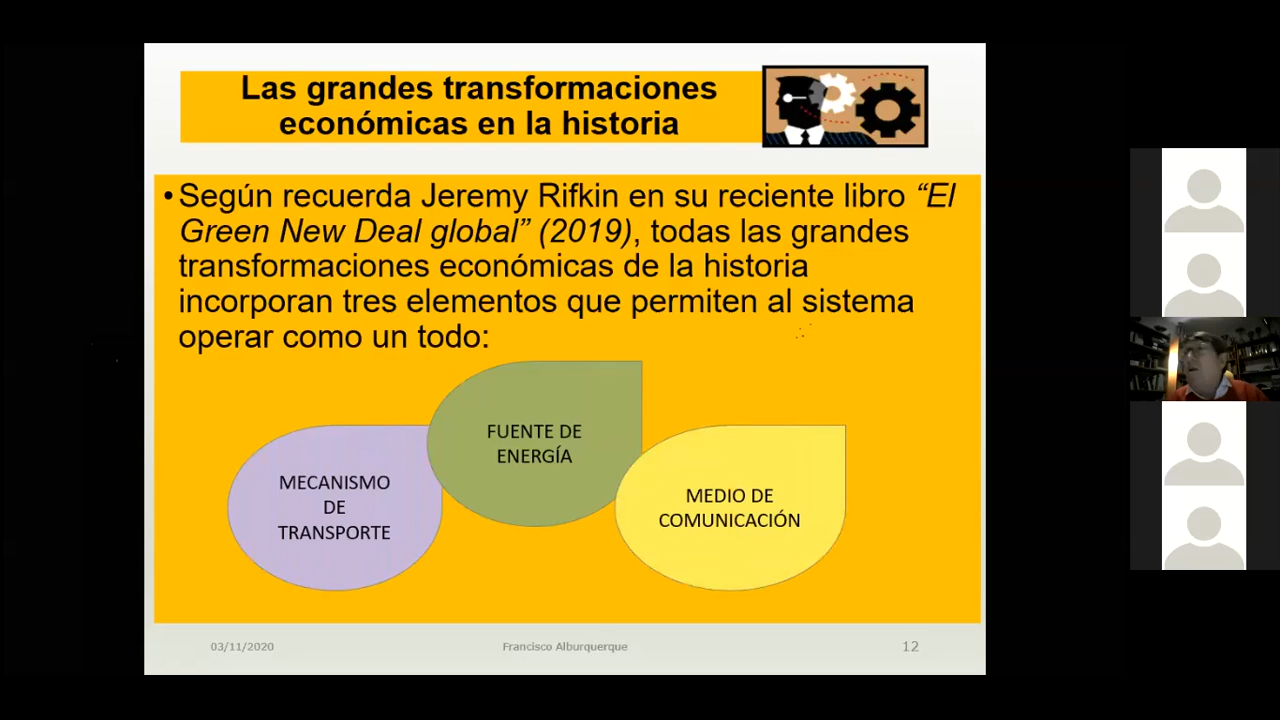 Las grandes transformaciones
económicas en la historia
•Según recuerda Jeremy Rifkin en su reciente libro “El
Green New Deal global” (2019), todas las grandes
transformaciones económicas de la historia
incorporan tres elementos que permiten al sistema
operar como un todo:
FUENTE DE
ENERGÍA
MECANISMO
DE
TRANSPORTE
MEDIO DE
COMUNICACIÓN
03/11/2020
Francisco Alburquerque
12